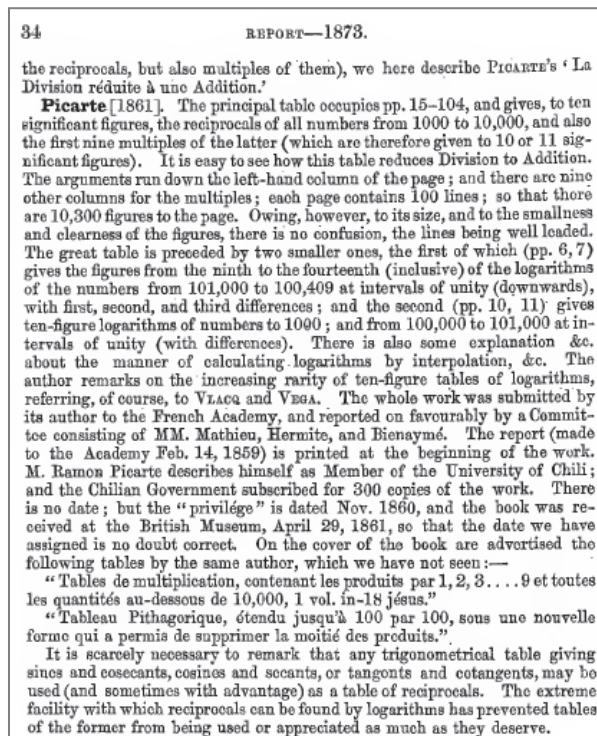 34 REPORT—1873.
the reciprocals, but also multiples of them), we here describe PICARTE's ‘La
Division réduite à une Addition.’
Picarte [1861]. The principal table occupies pp. 15–104, and gives, to ten
significant figures, the reciprocals of all numbers from 1000 to 10,000, and also
the first nine multiples of the latter (which are therefore given to 10 or 11 sig-
nificant figures). It is easy to see how this table reduces Division to Addition.
The arguments run down the left-hand column of the page; and there are nine
other columns for the multiples; each page contains 100 lines; so that there
are 10,300 figures to the page. Owing, however, to its size, and to the smallness
and clearness of the figures, there is no confusion, the lines being well leaded.
The great table is preceded by two smaller ones, the first of which (pp. 6, 7)
gives the figures from the ninth to the fourteenth (inclusive) of the logarithms
of the numbers from 101,000 to 100,409 at intervals of unity (downwards),
with first, second, and third differences; and the second (pp. 10, 11) gives
ten-figure logarithms of numbers to 1000; and from 100,000 to 101,000 at in-
tervals of unity (with differences). There is also some explanation &c.
about the manner of calculating logarithms by interpolation, &c. The
author remarks on the increasing rarity of ten-figure tables of logarithms,
referring, of course, to VLACQ and VEGA. The whole work was submitted by
its author to the French Academy, and reported on favourably by a Commit-
tee consisting of MM. Mathieu, Hermite, and Bienaymé. The report (made
to the Academy Feb. 14, 1859) is printed at the beginning of the work.
M. Ramon Picarte describes himself as Member of the University of Chili;
and the Chilian Government subscribed for 300 copies of the work. There
is no date; but the “privilége” is dated Nov. 1860, and the book was re-
ceived at the British Museum, April 29, 1861, so that the date we have
assigned is no doubt correct. On the cover of the book are advertised the
following tables by the same author, which we have not seen:—
“Tables de multiplication, contenant les produits par 1, 2, 3....9 et toutes
les quantités au-dessous de 10,000, 1 vol. in-18 jésus.”
“Tableau Pithagorique, étendu jusqu'à 100 par 100, sous une nouvelle
forme qui a permis de supprimer la moitié des produits.”
It is scarcely necessary to remark that any trigonometrical table giving
sines and cosecants, cosines and secants, or tangents and cotangents, may be
used (and sometimes with advantage) as a table of reciprocals. The extreme
facility with which reciprocals can be found by logarithms has prevented tables
of the former from being used or appreciated as much as they deserve.